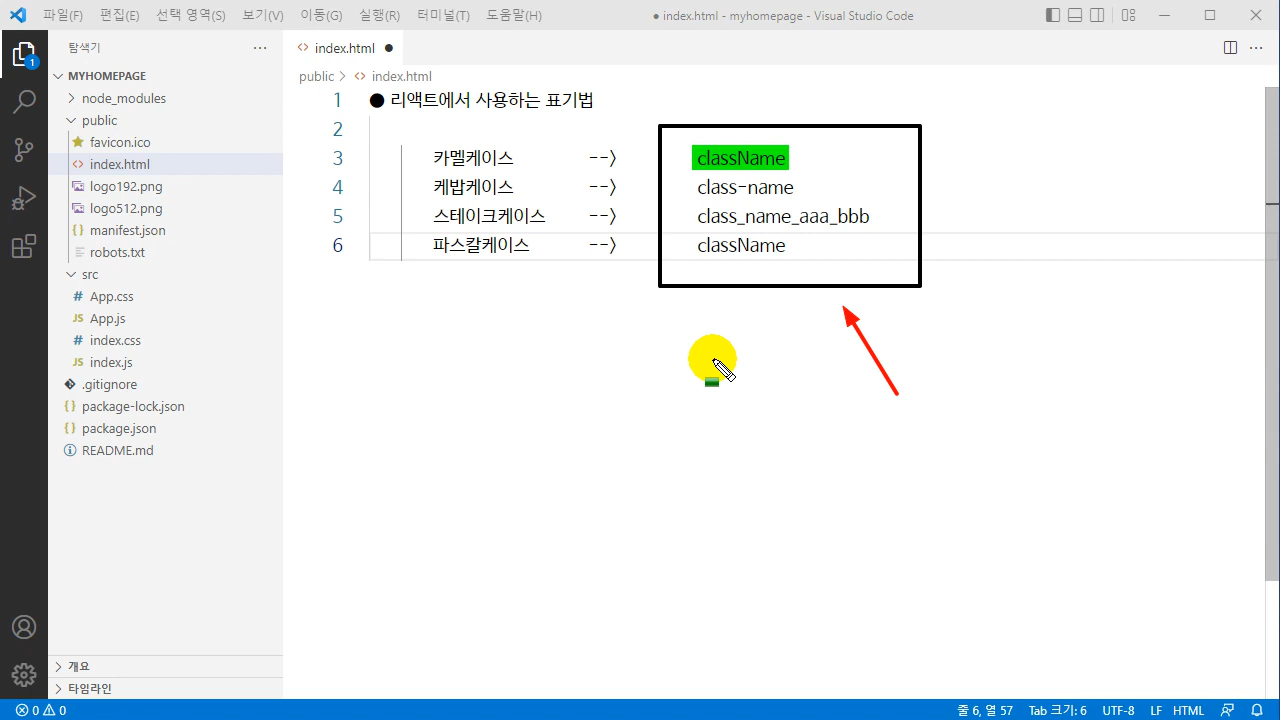 파일(F) 편집(E) 선택 영역(S) 보기(V) 이동(G) 실행(R) 터미널(T) 도움말(H) ● index.html - myhomepage - Visual Studio Code
탐색기 ···
index.html ●
public > index.html
MYHOMEPAGE
node_modules
public
favicon.ico
index.html
logo192.png
logo512.png
manifest.json
robots.txt
src
# App.css
JS App.js
# index.css
JS index.js
.gitignore
{} package-lock.json
{} package.json
README.md
개요
타임라인
1
1 ● 리액트에서 사용하는 표기법
2
3 카멜케이스 --> className
4 케밥케이스 --> class-name
5 스테이크케이스 --> class_name_aaa_bbb
6 파스칼케이스 --> className
0 0 줄 6, 열 57 Tab 크기: 6 UTF-8 LF HTML